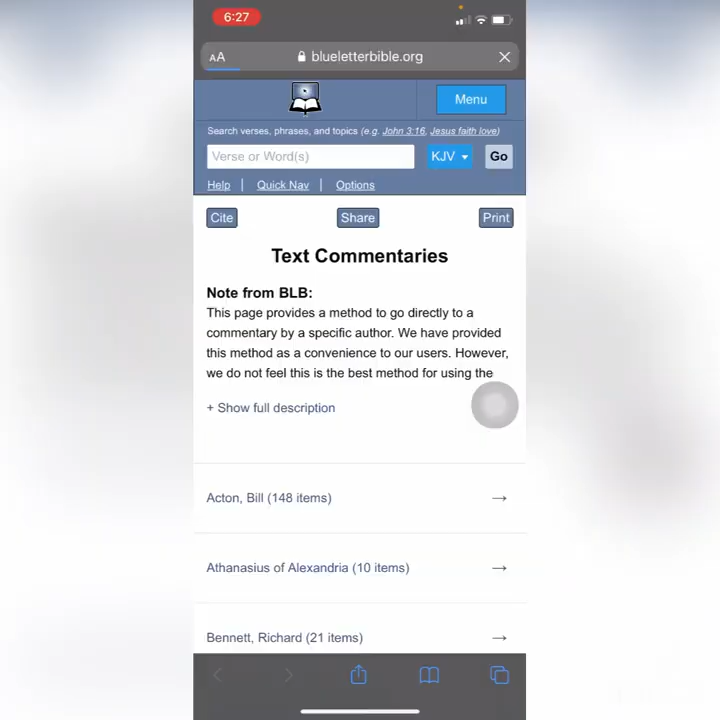 6:27
AA blueletterbible.org
Menu
Search verses, phrases, and topics (e.g. John 3:16, Jesus faith love)
Verse or Word(s) KJV Go
Help | Quick Nav | Options
Cite Share Print
Text Commentaries
Note from BLB:
This page provides a method to go directly to a
commentary by a specific author. We have provided
this method as a convenience to our users. However,
we do not feel this is the best method for using the
+ Show full description
Acton, Bill (148 items) →
Athanasius of Alexandria (10 items) →
Bennett, Richard (21 items) →